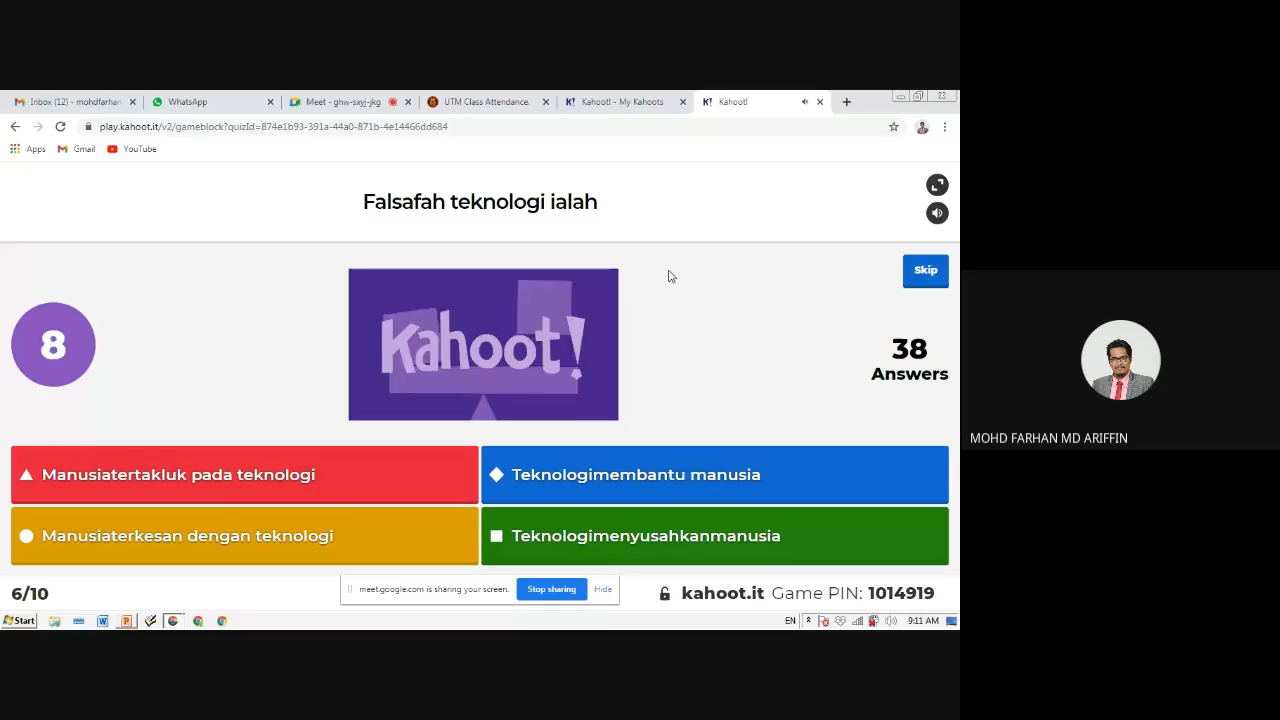 Inbox (12) - mohdfarhan
WhatsApp
Meet - ghw-sxyj-jkg
UTM Class Attendance.
K! Kahoot! - My Kahoots
K! Kahoot!
play.kahoot.it/v2/gameblock?quizId=874e1b93-391a-44a0-871b-4e14466dd684
Apps
Gmail
YouTube
Falsafah teknologi ialah
Skip
8
Kahoot!
38
Answers
Manusiatertakluk pada teknologi
Teknologimembantu manusia
Manusiaterkesan dengan teknologi
Teknologimenyusahkanmanusia
6/10
meet.google.com is sharing your screen.
Stop sharing
Hide
kahoot.it Game PIN: 1014919
Start
EN
9:11 AM
MOHD FARHAN MD ARIFFIN